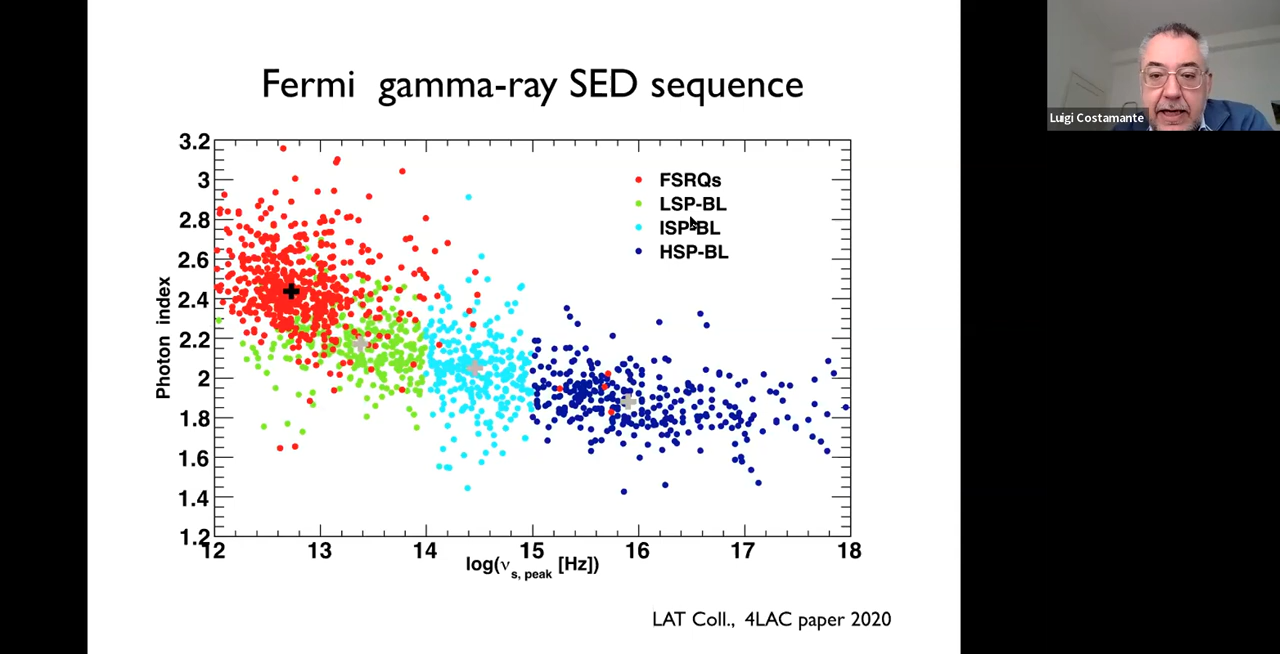 Fermi gamma-ray SED sequence
Luigi Costamante
3.2
3
2.8
2.6
2.4
2.2
2
1.8
1.6
1.4
1.2
Photon index
FSRQs
LSP-BL
ISP-BL
HSP-BL
12 13 14 15 16 17 18
log(νs, peak [Hz])
LAT Coll., 4LAC paper 2020